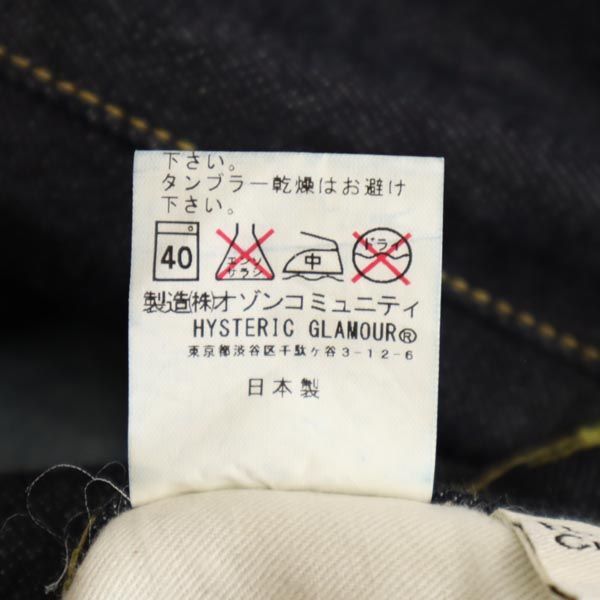 下さい。
タンブラー乾燥はお避け
下さい。
40 エンソサラシ 中 ドライ
製造㈱オゾンコミュニティ
HYSTERIC GLAMOUR®
東京都渋谷区千駄ヶ谷3-12-6
日本製